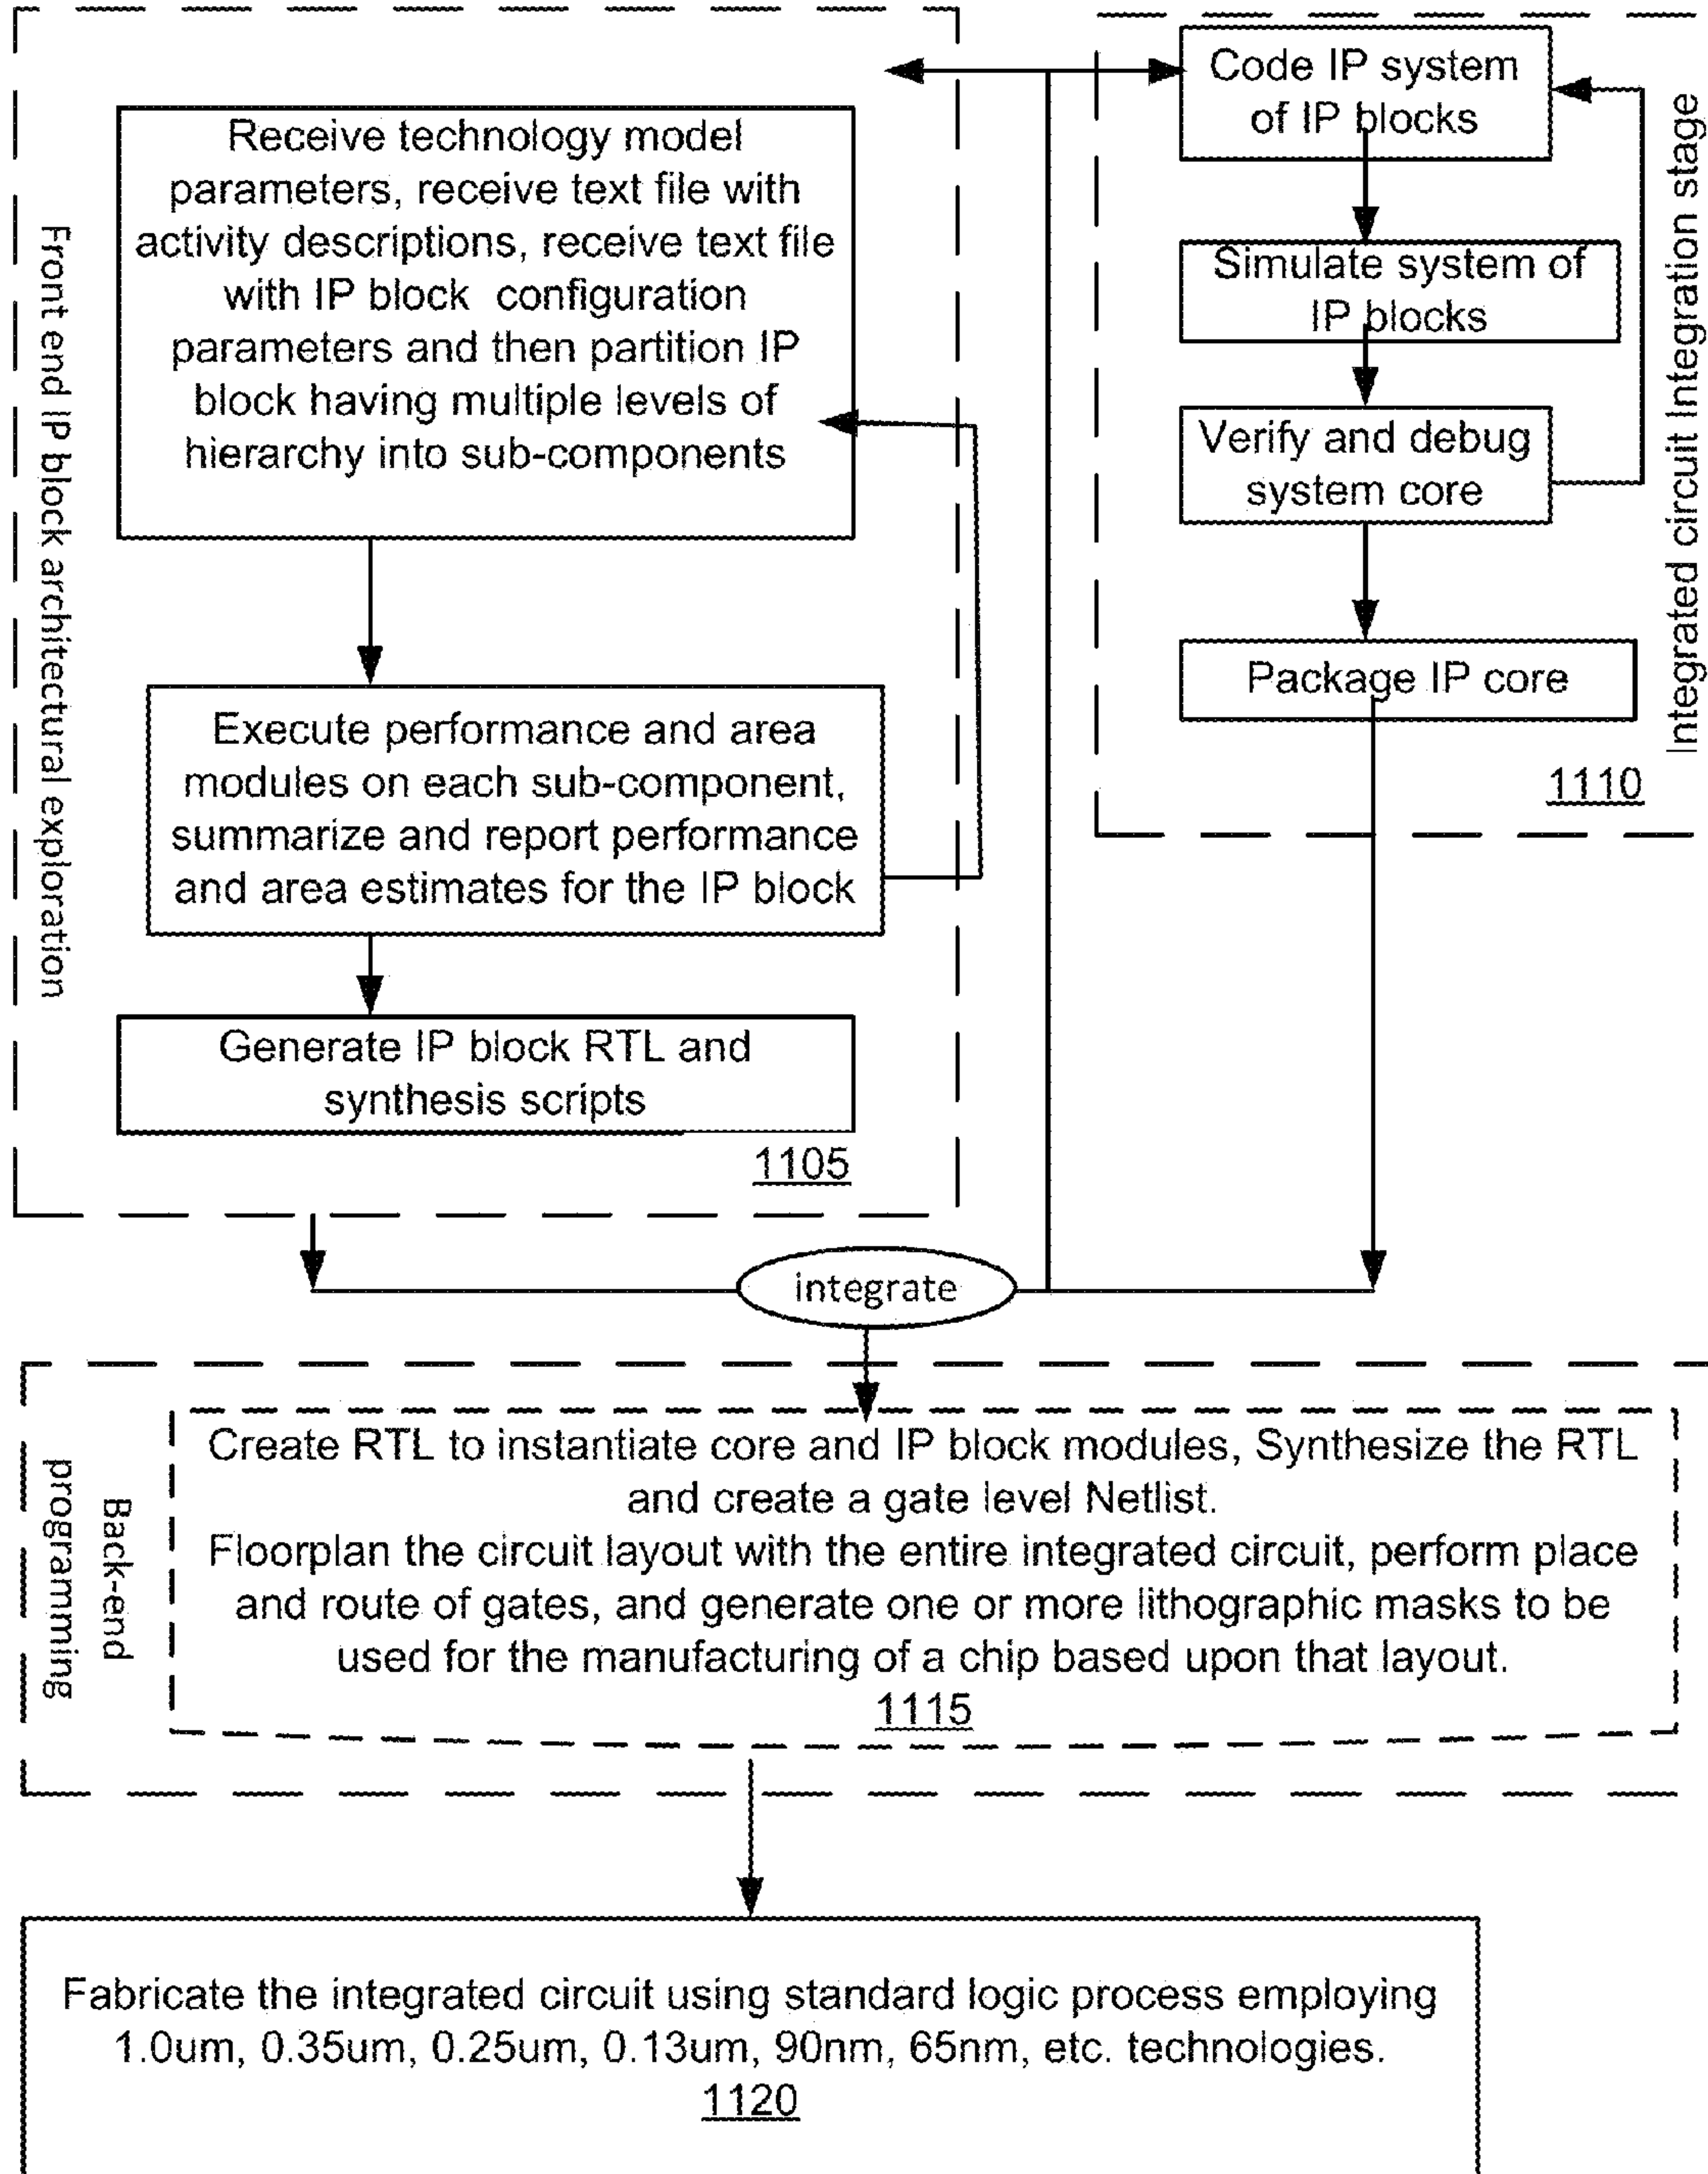 Front end IP block architectural exploration
Receive technology model
parameters, receive text file with
activity descriptions, receive text file
with IP block configuration
parameters and then partition IP
block having multiple levels of
hierarchy into sub-components
Execute performance and area
modules on each sub-component,
summarize and report performance
and area estimates for the IP block
Generate IP block RTL and
synthesis scripts
1105
Code IP system
of IP blocks
Simulate system of
IP blocks
Verify and debug
system core
Package IP core
1110
Integrated circuit Integration stage
integrate
Back-end
programming
Create RTL to instantiate core and IP block modules, Synthesize the RTL
and create a gate level Netlist.
Floorplan the circuit layout with the entire integrated circuit, perform place
and route of gates, and generate one or more lithographic masks to be
used for the manufacturing of a chip based upon that layout.
1115
Fabricate the integrated circuit using standard logic process employing
1.0um, 0.35um, 0.25um, 0.13um, 90nm, 65nm, etc. technologies.
1120